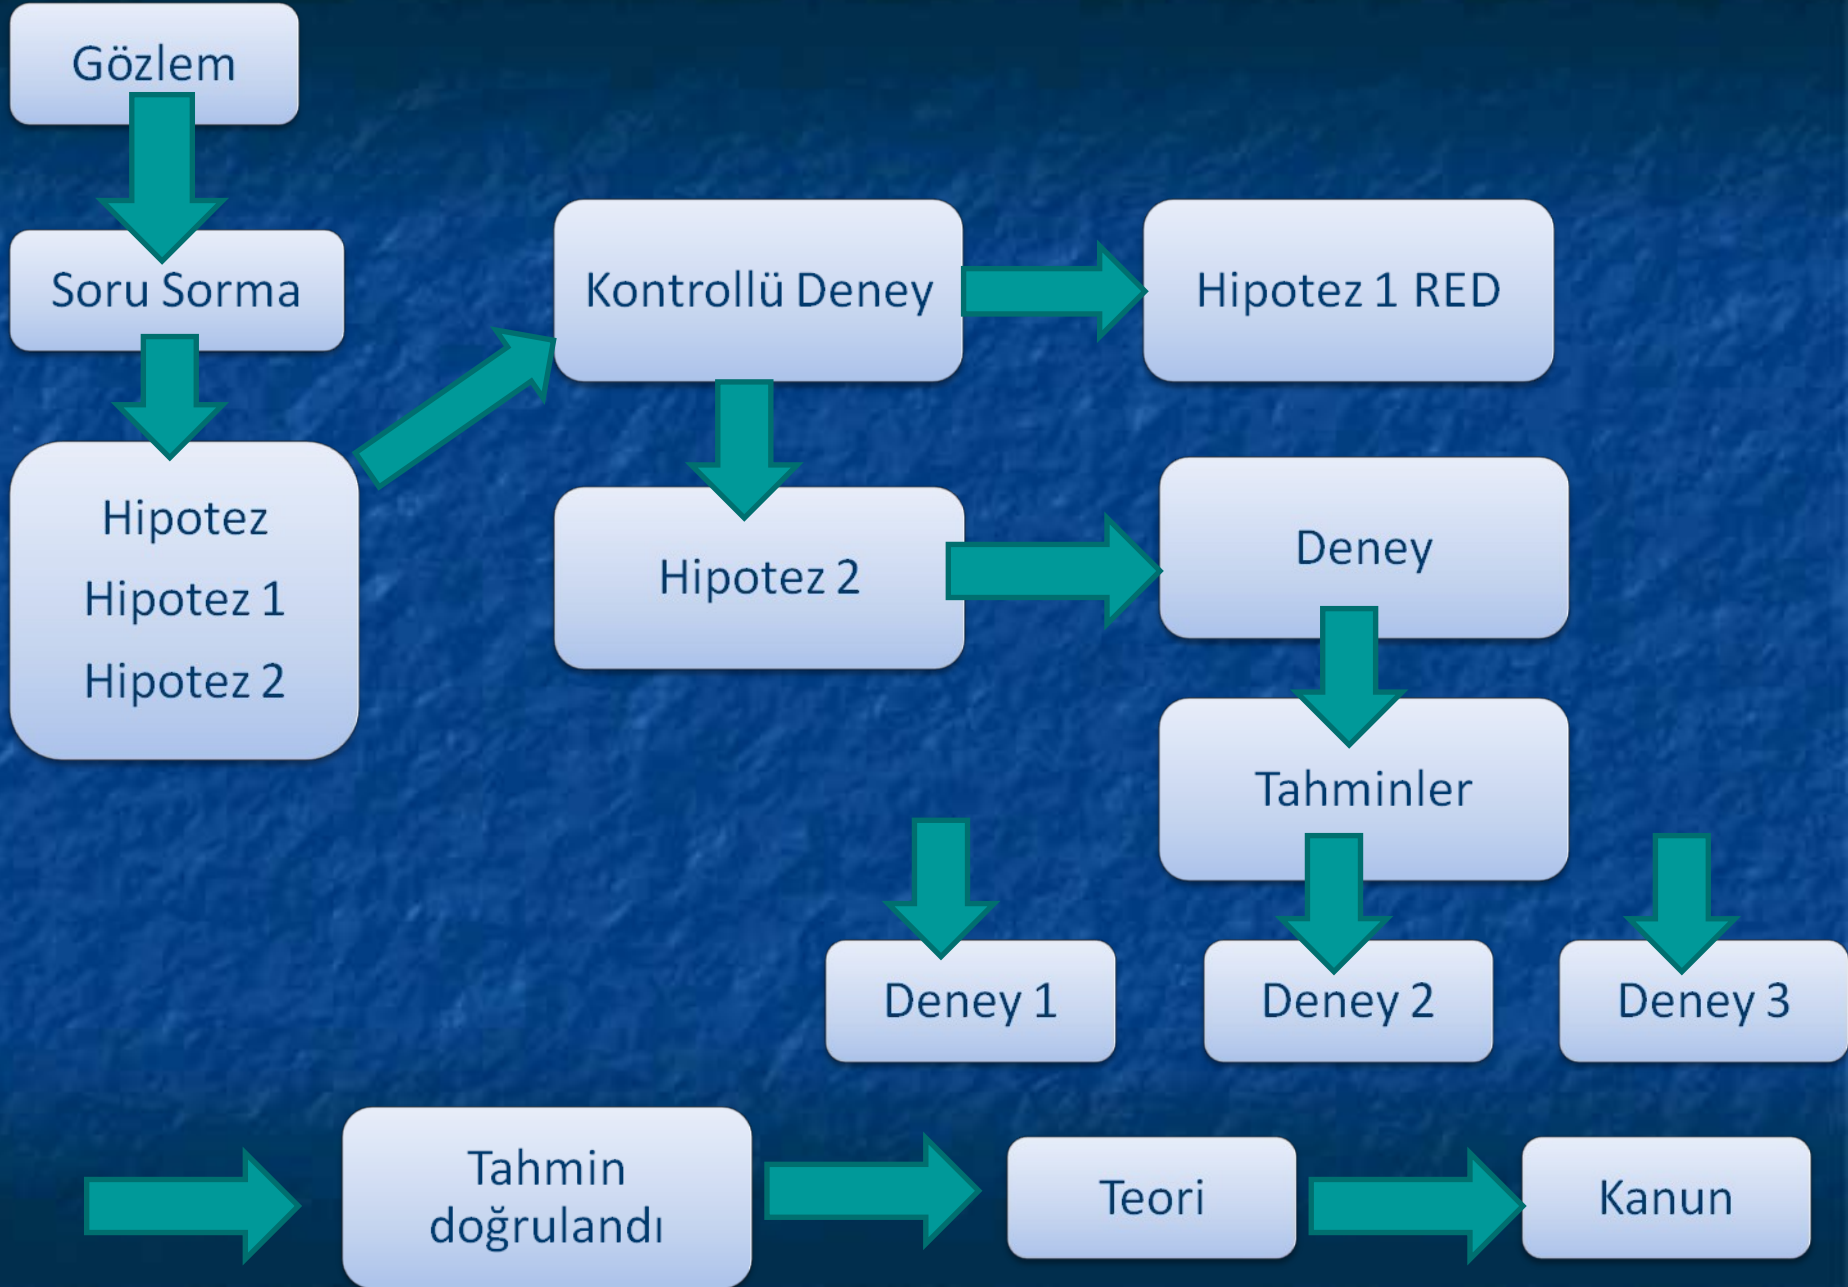 Gözlem
Soru Sorma
Hipotez
Hipotez 1
Hipotez 2
Kontrollü Deney
Hipotez 1 RED
Hipotez 2
Deney
Tahminler
Deney 1
Deney 2
Deney 3
Tahmin
doğrulandı
Teori
Kanun